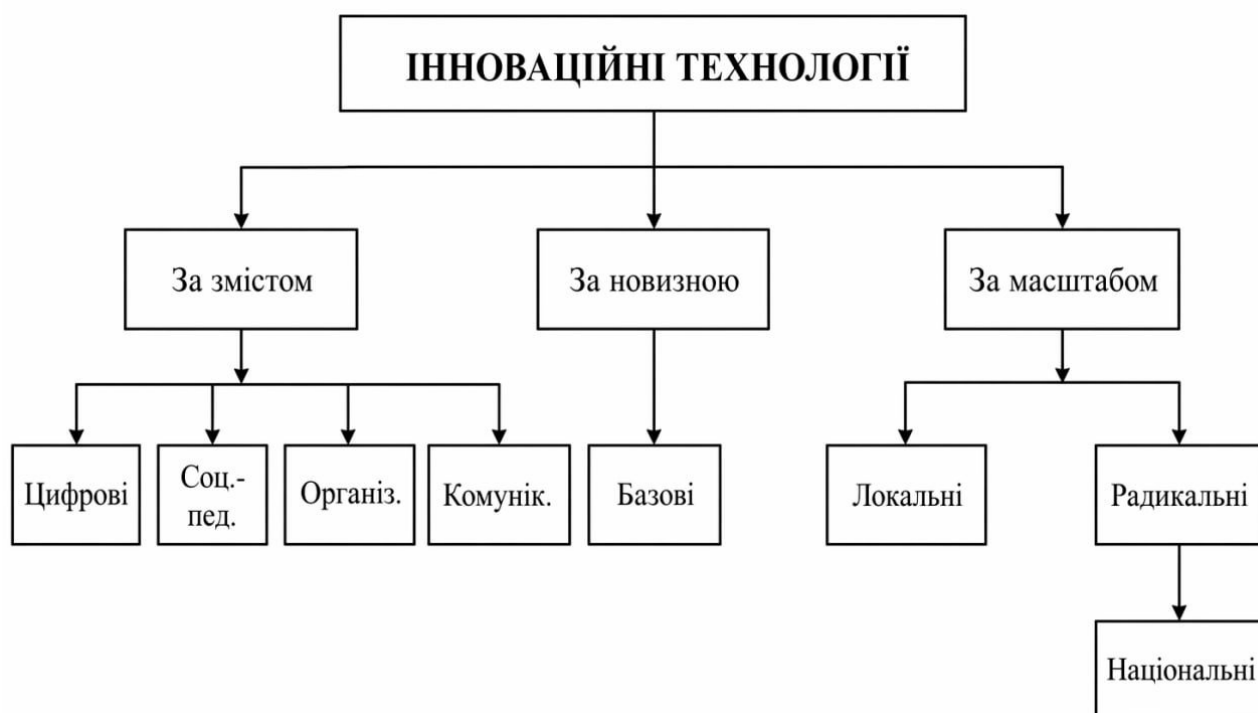 ІННОВАЦІЙНІ ТЕХНОЛОГІЇ
За змістом
За новизною
За масштабом
Цифрові
Соц.-
пед.
Організ.
Комунік.
Базові
Локальні
Радикальні
Національні